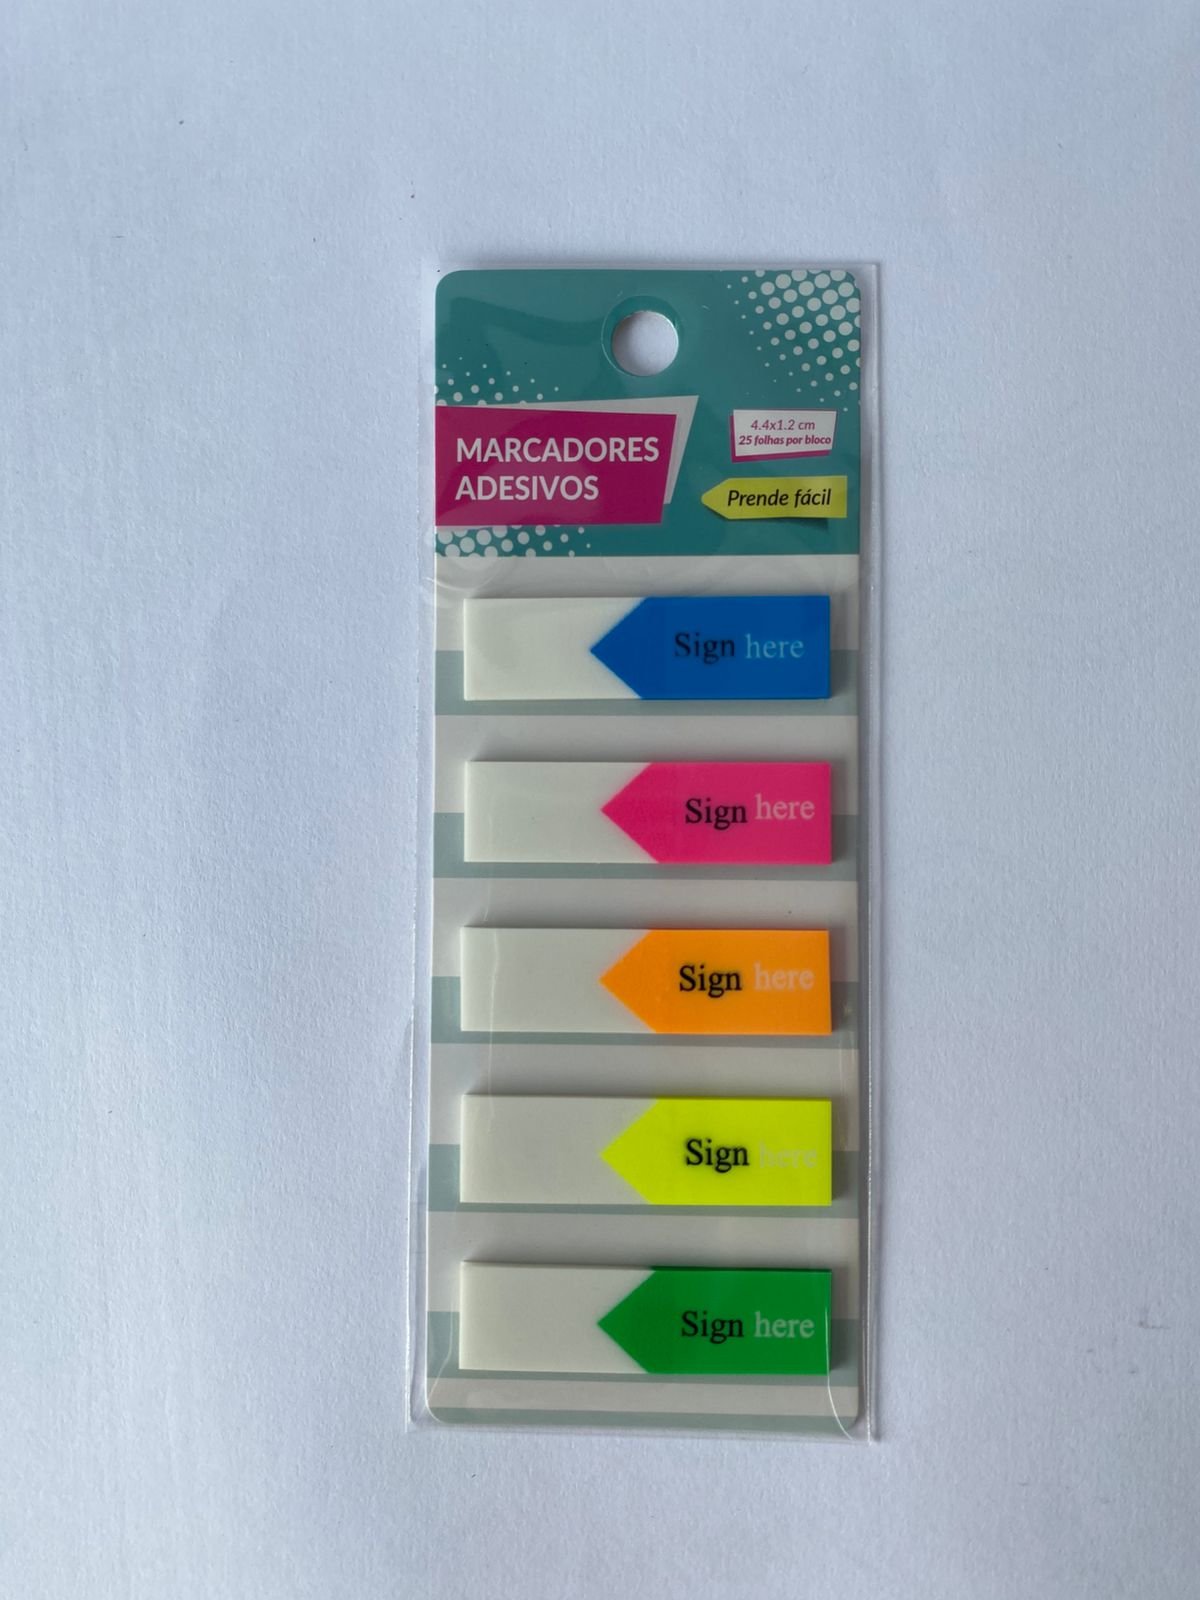 MARCADORES
ADESIVOS
4.4x1.2 cm
25 folhas por bloco
Prende fácil
Sign here
Sign here
Sign here
Sign here
Sign here